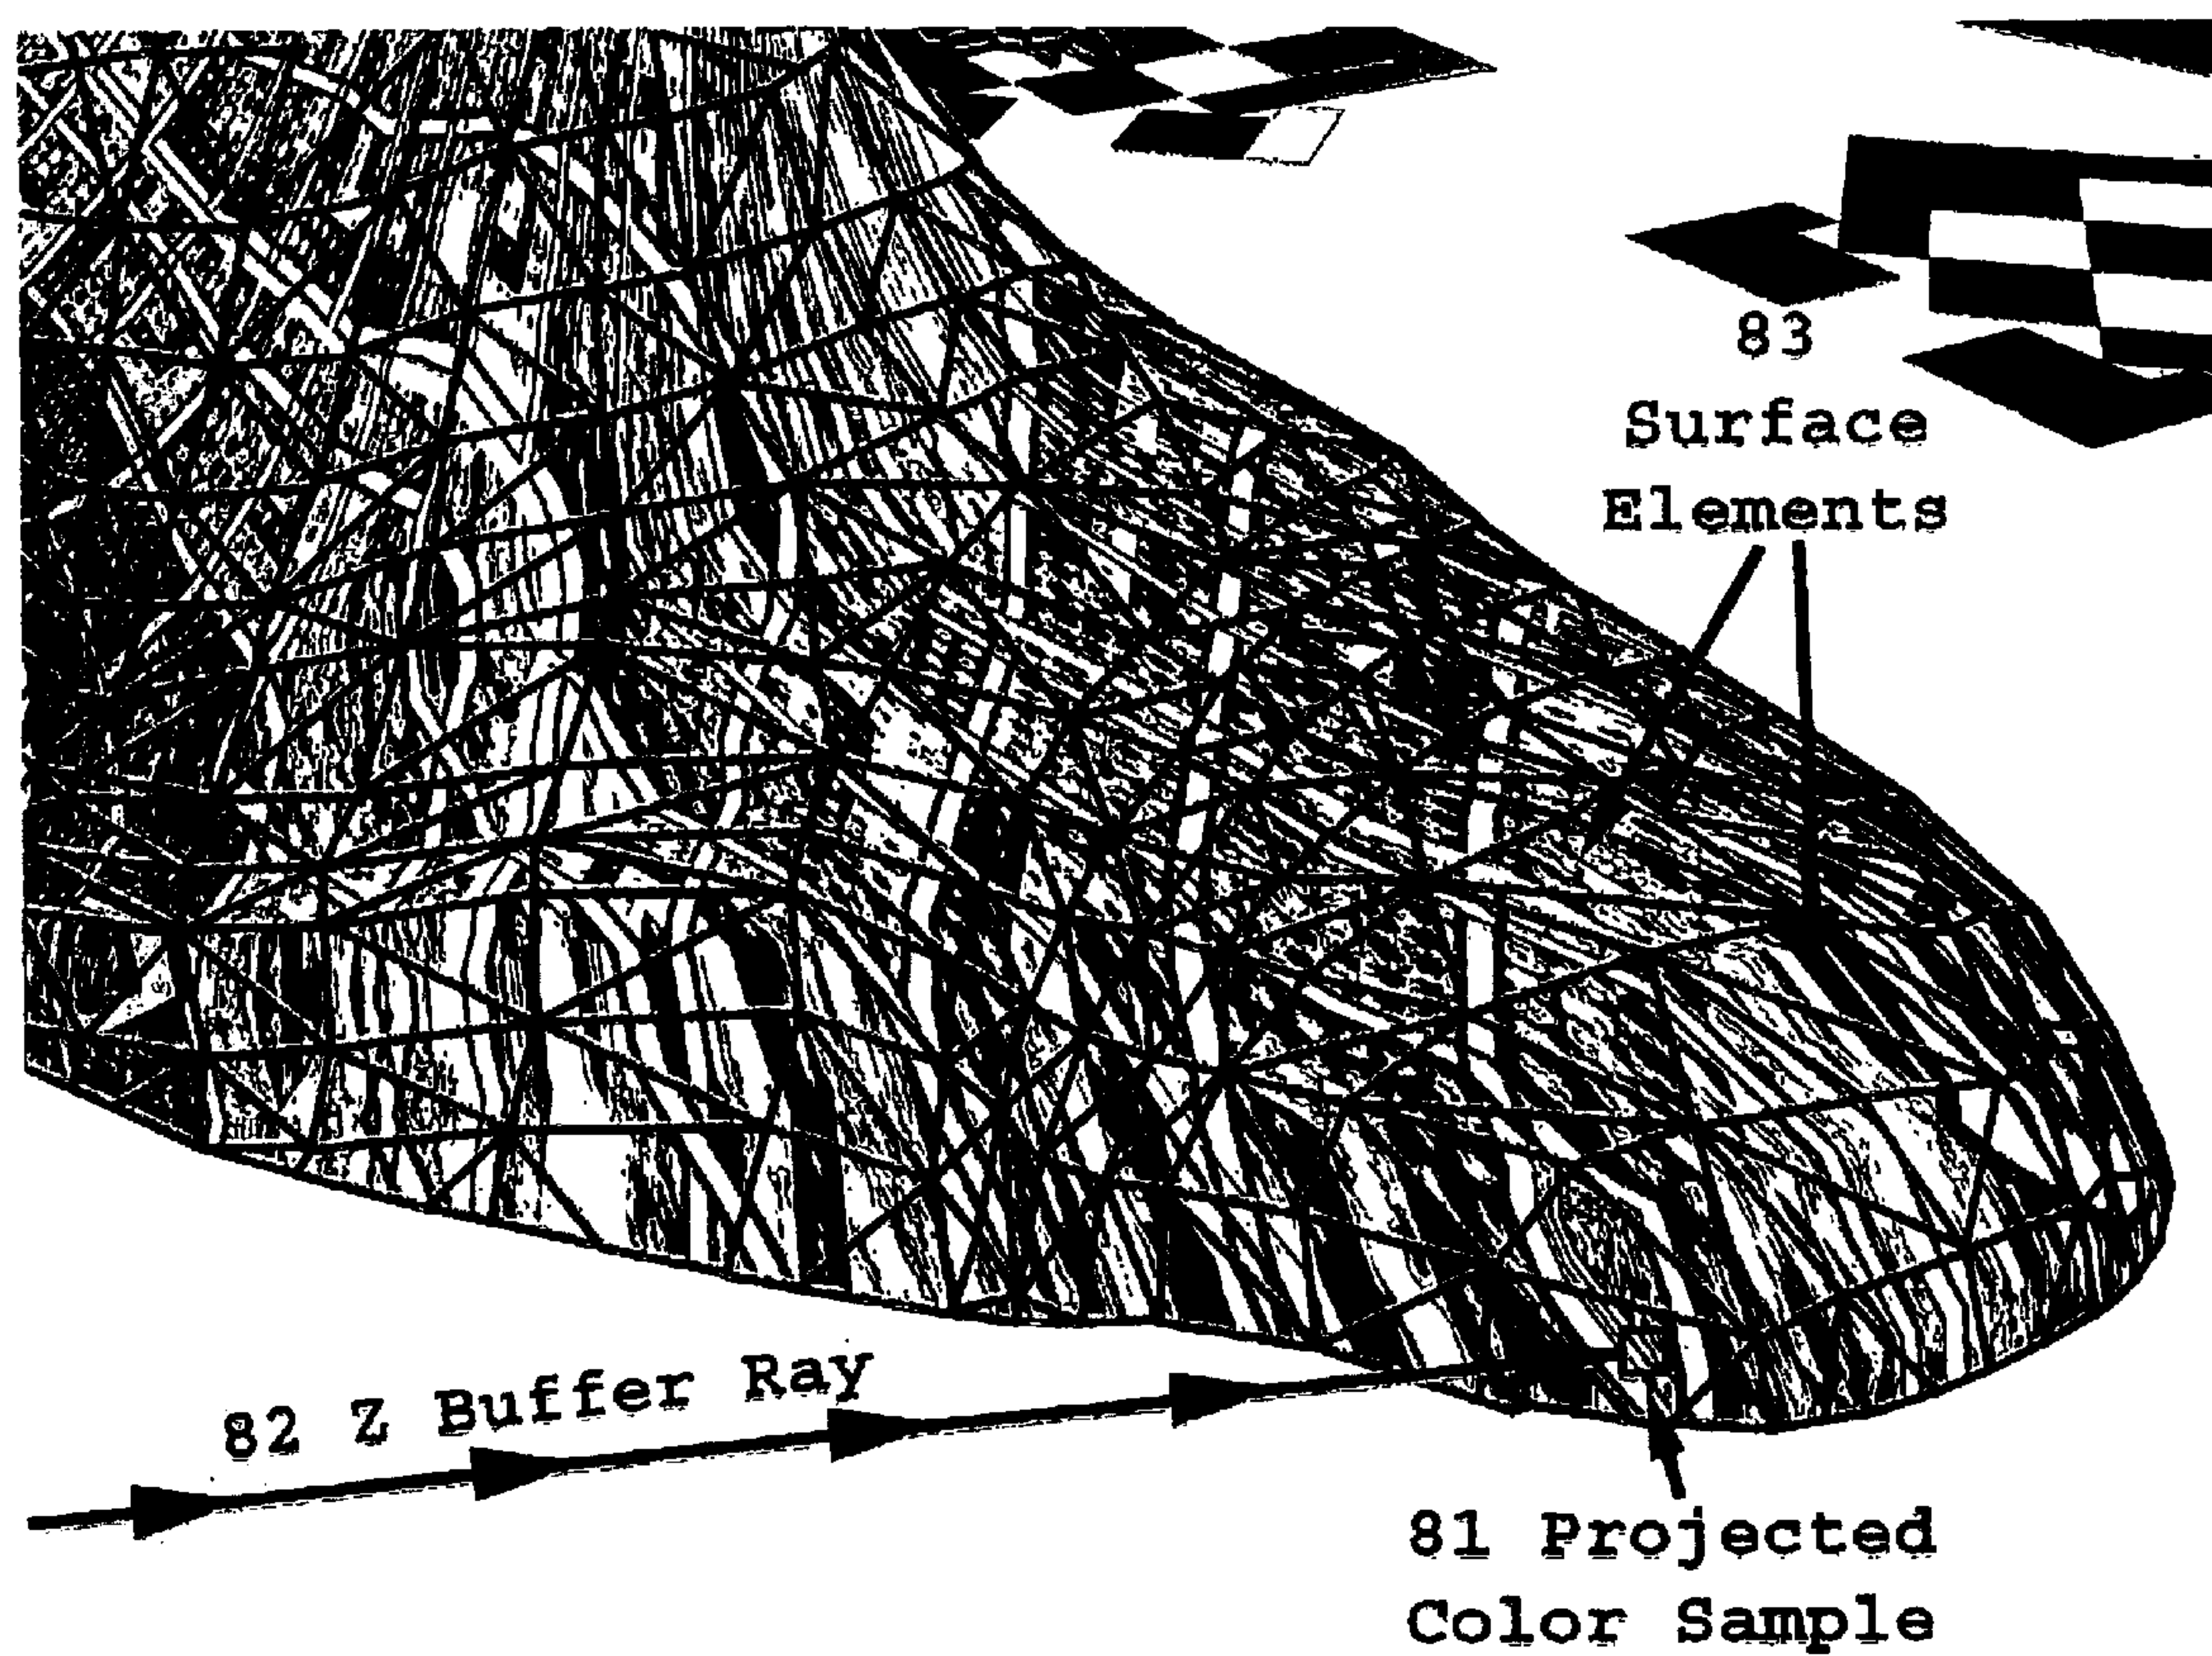 83
Surface
Elements
82 Z Buffer Ray
81 Projected
Color Sample